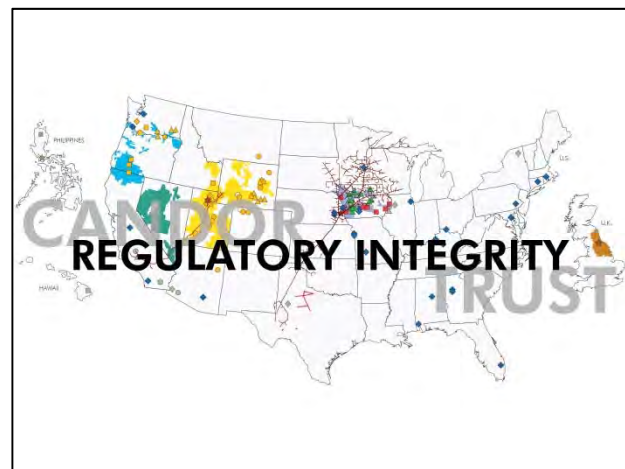 PHILIPPINES
U.S.
CANDOR
U.K.
REGULATORY INTEGRITY
HAWAII
TRUST